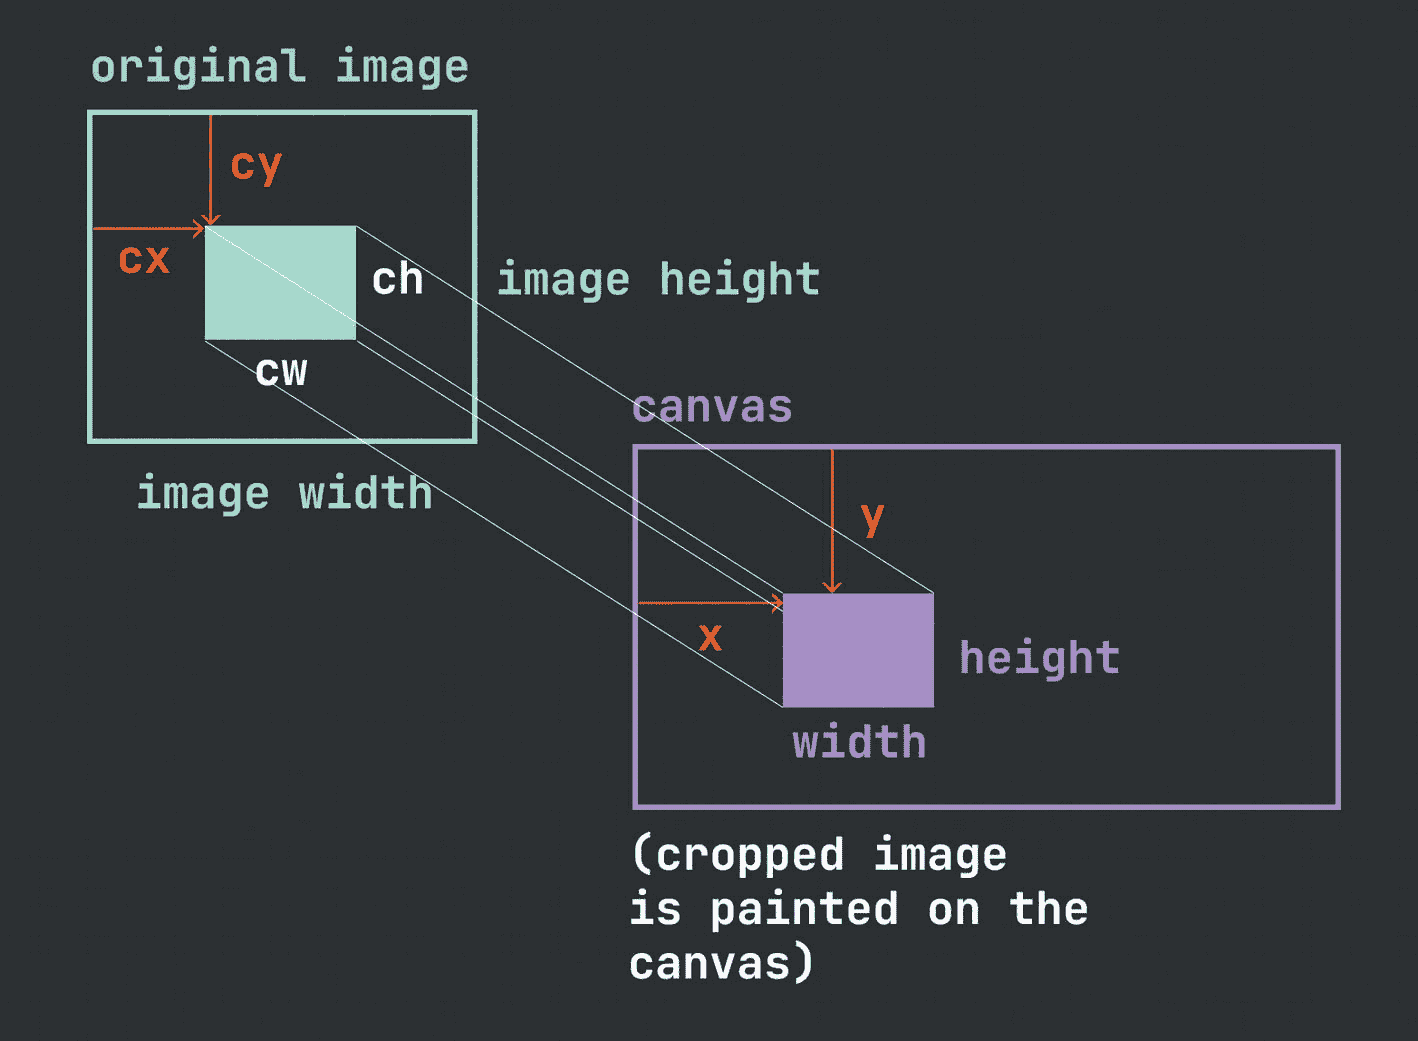 original image
cy
cx
ch
image height
cw
canvas
image width
y
x
height
width
(cropped image
is painted on the
canvas)